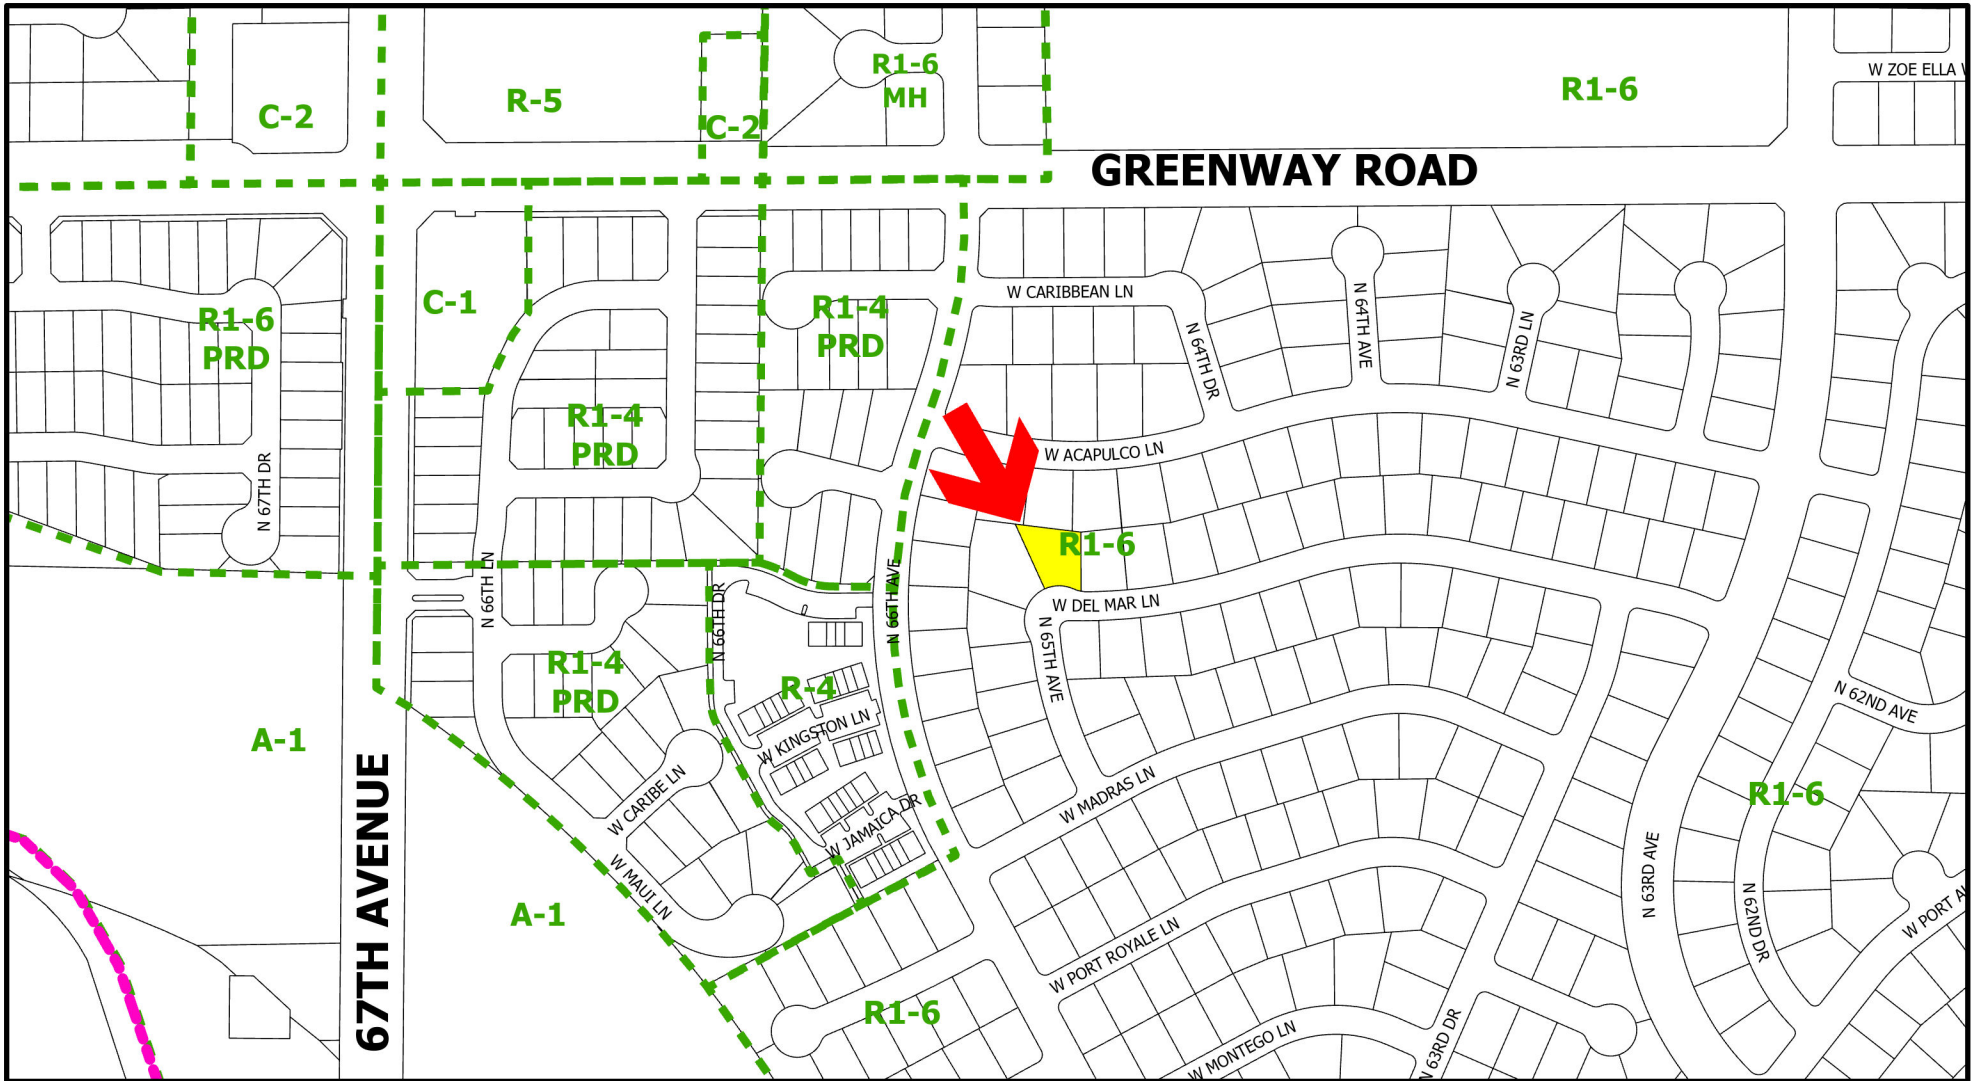 W ZOE ELLA
R1-6
MH
R1-6
R-5
C-2
C-2
GREENWAY ROAD
W CARIBBEAN LN
C-1
R1-4
PRD
R1-6
PRD
N 64TH AVE
N 63RD LN
N 64TH DR
R1-4
PRD
W ACAPULCO LN
N 67TH DR
R1-6
N 66TH LN
N 66TH AVE
N 66TH DR
W DEL MAR LN
N 65TH AVE
R1-4
PRD
R-4
N 62ND AVE
W KINGSTON LN
A-1
W MADRAS LN
R1-6
W CARIBE LN
W JAMAICA DR
67TH AVENUE
W MAUI LN
N 63RD AVE
A-1
N 62ND DR
W PORT
W PORT ROYALE LN
R1-6
W MONTEGO LN
N 63RD DR